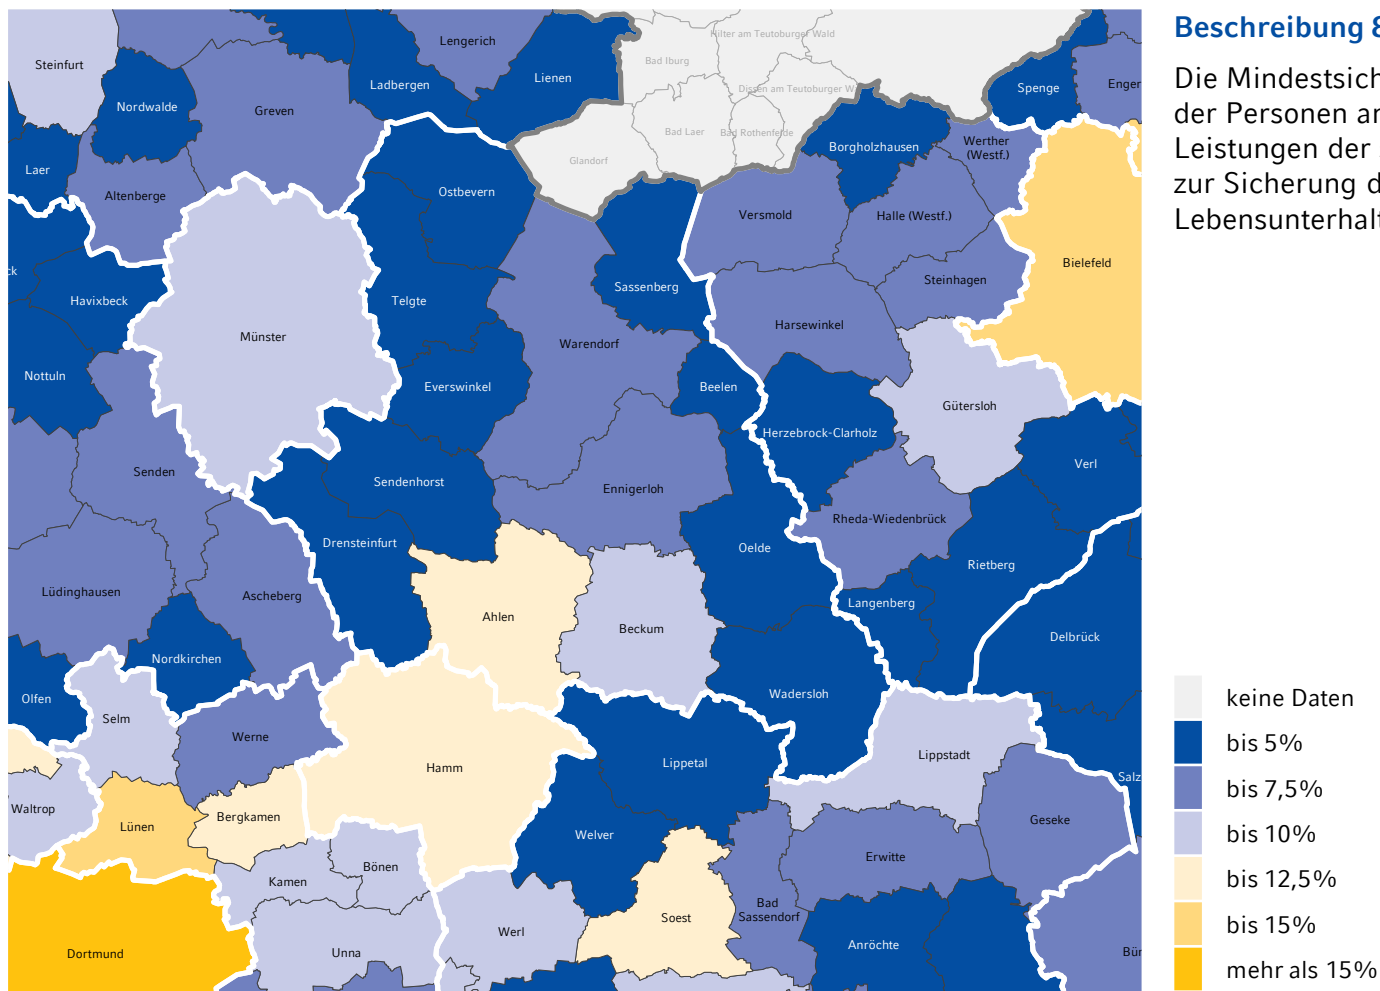 Beschreibung &
Die Mindestsich
der Personen an
Leistungen der
zur Sicherung d
Lebensunterhalt
Steinfurt
Lengerich
Hilter am Teutoburger Wald
Bad Iburg
Nordwalde
Greven
Ladbergen
Lienen
Dissen am Teutoburger W
Spenge
Enger
Laer
Altenberge
Bad Laer
Bad Rothenfelde
Glandorf
Borgholzhausen
Werther
(Westf.)
Ostbevern
Versmold
Halle (Westf.)
Bielefeld
ck
Havixbeck
Telgte
Sassenberg
Steinhagen
Münster
Warendorf
Harsewinkel
Nottuln
Everswinkel
Beelen
Gütersloh
Herzebrock-Clarholz
Verl
Senden
Sendenhorst
Ennigerloh
Rheda-Wiedenbrück
Drensteinfurt
Oelde
Rietberg
Lüdinghausen
Ascheberg
Ahlen
Beckum
Langenberg
Delbrück
Nordkirchen
Olfen
Selm
Wadersloh
Werne
Hamm
Lippetal
Lippstadt
Salz
Waltrop
Lünen
Bergkamen
Welver
Geseke
Erwitte
Kamen
Bönen
Soest
Bad
Sassendorf
Werl
Anröchte
Dortmund
Unna
Bür
keine Daten
bis 5%
bis 7,5%
bis 10%
bis 12,5%
bis 15%
mehr als 15%